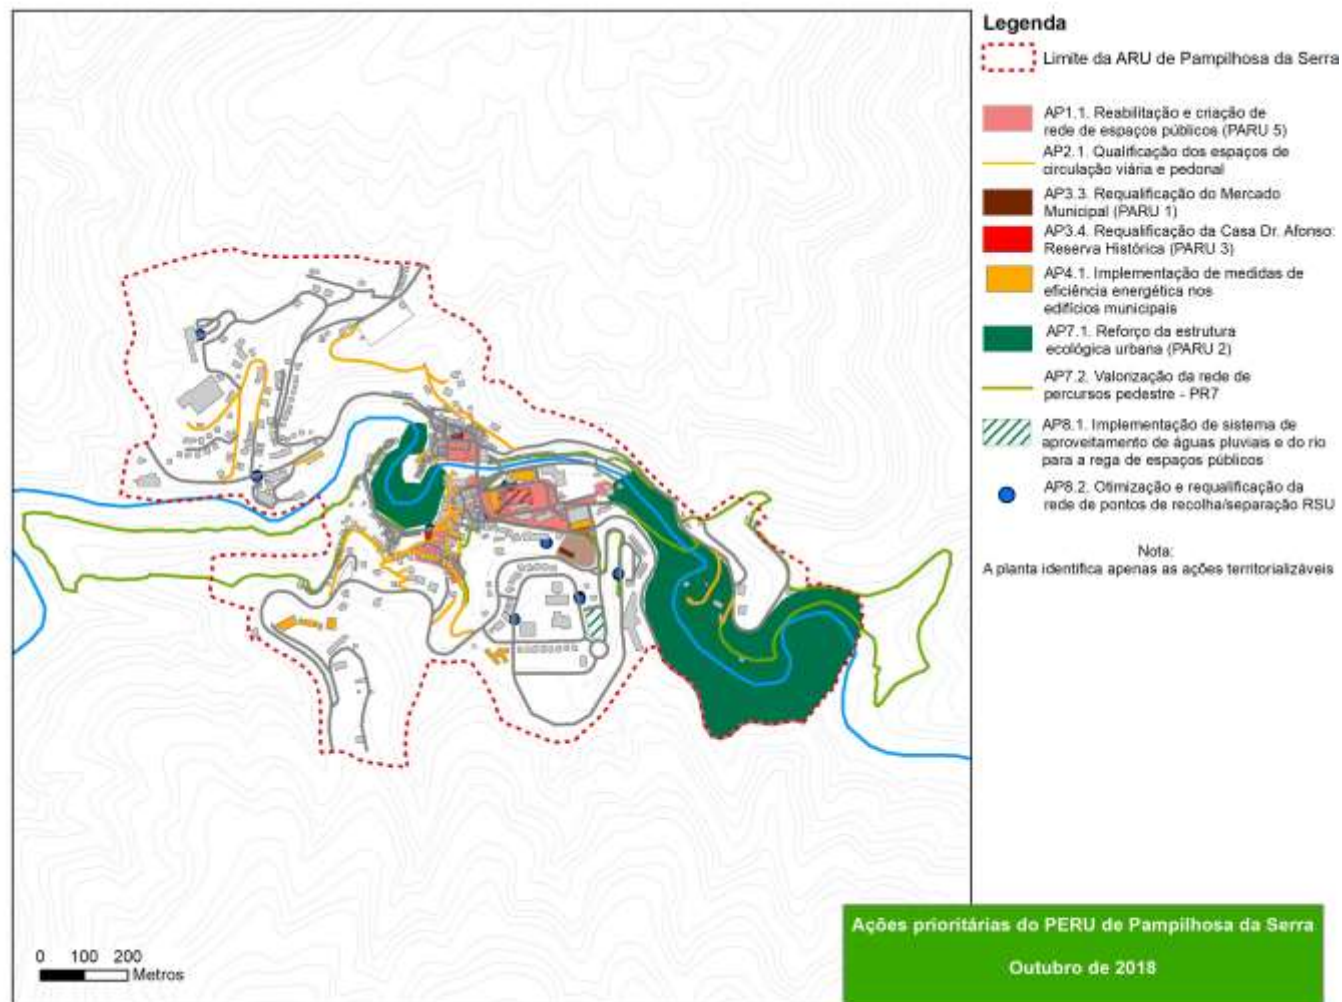 Legenda
Limite da ARU de Pampilhosa da Serra
AP1.1. Reabilitação e criação de
rede de espaços públicos (PARU 5)
AP2.1. Qualificação dos espaços de
circulação viária e pedonal
AP3.3. Requalificação do Mercado
Municipal (PARU 1)
AP3.4. Requalificação da Casa Dr. Afonso:
Reserva Histórica (PARU 3)
AP4.1. Implementação de medidas de
eficiência energética nos
edifícios municipais
AP7.1. Reforço da estrutura
ecológica urbana (PARU 2)
AP7.2. Valorização da rede de
percursos pedestre - PR7
AP8.1. Implementação de sistema de
aproveitamento de águas pluviais e do rio
para a rega de espaços públicos
AP8.2. Otimização e requalificação da
rede de pontos de recolha/separação RSU
Nota:
A planta identifica apenas as ações territorializáveis
0 100 200
Metros
Ações prioritárias do PERU de Pampilhosa da Serra
Outubro de 2018